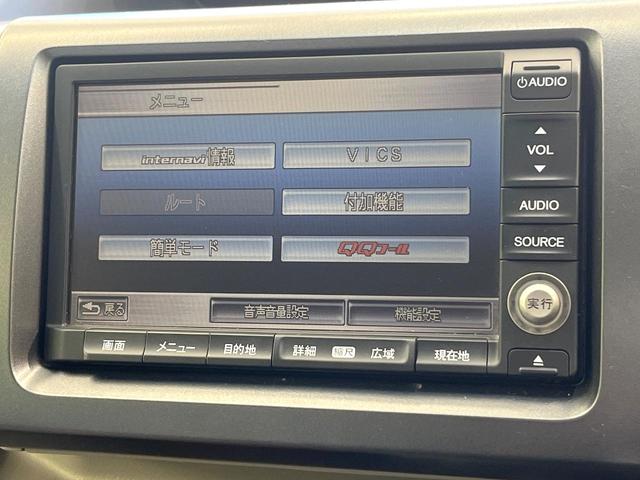 メニュー
internavi情報
VICS
ルート
付加機能
簡単モード
QQコール
戻る
音声音量設定
機能設定
画面
メニュー
目的地
詳細
縮尺
広域
現在地
AUDIO
VOL
AUDIO
SOURCE
実行